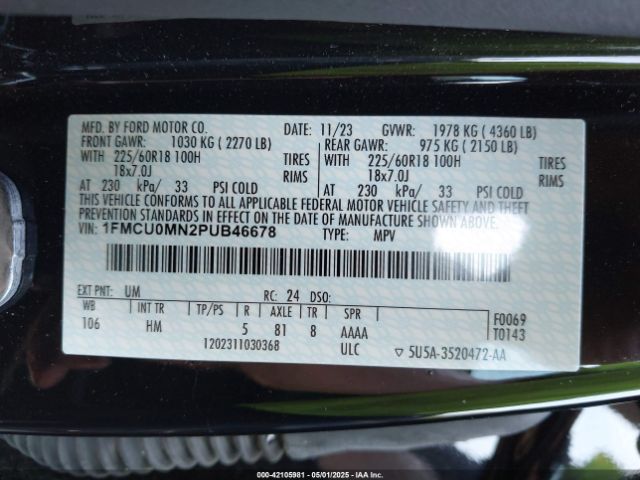 MFD. BY FORD MOTOR CO. DATE: 11/23 GVWR: 1978 KG ( 4360 LB)
FRONT GAWR: 1030 KG ( 2270 LB) REAR GAWR: 975 KG ( 2150 LB)
WITH 225/60R18 100H TIRES WITH 225/60R18 100H TIRES
18x7.0J RIMS 18x7.0J RIMS
AT 230 kPa/ 33 PSI COLD AT 230 kPa/ 33 PSI COLD
THIS VEHICLE CONFORMS TO ALL APPLICABLE FEDERAL MOTOR VEHICLE SAFETY AND THEFT
PREVENTION STANDARDS IN EFFECT ON THE DATE OF MANUFACTURE SHOWN ABOVE.
VIN: 1FMCU0MN2PUB46678 TYPE: MPV
EXT PNT: UM RC: 24 DSO:
WB INT TR TP/PS R AXLE TR SPR F0069
106 HM 5 81 8 AAAA T0143
1202311030368 ULC ▽ 5U5A-3520472-AA
000-42105981 - 05/01/2025 - IAA Inc.